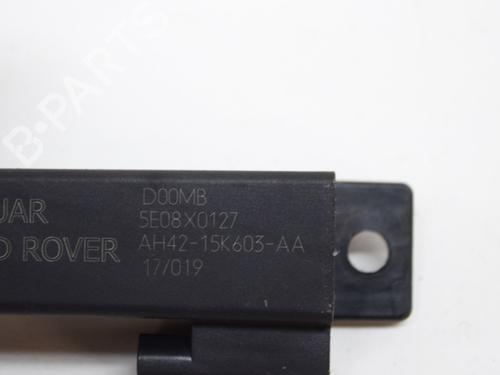 B-PARTS
UAR
D ROVER
D00MB
5E08X0127
AH42-15K603-AA
17/019